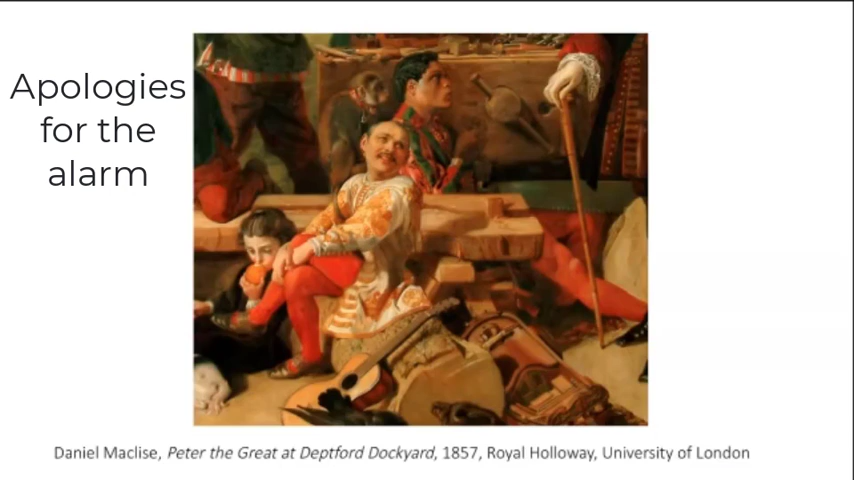 Apologies
for the
alarm
Daniel Maclise, Peter the Great at Deptford Dockyard, 1857, Royal Holloway, University of London